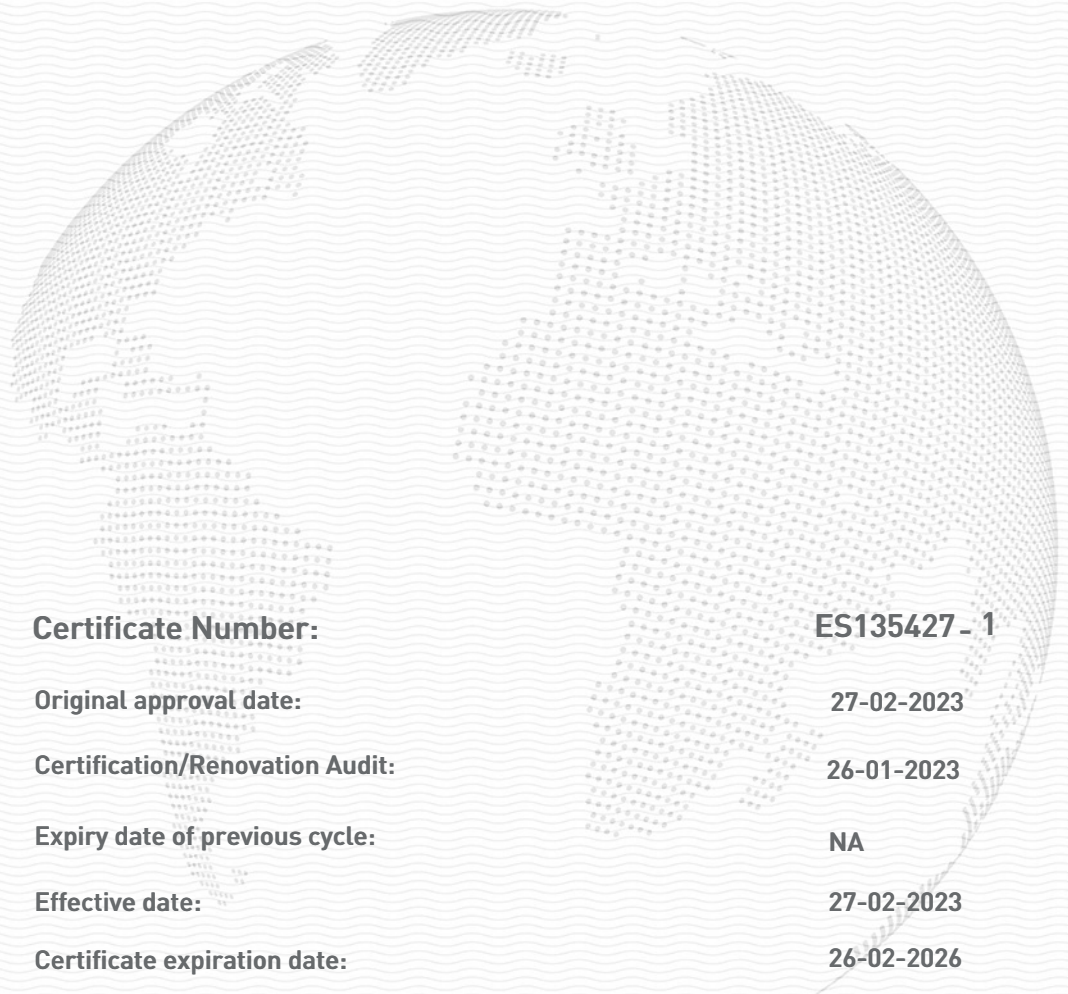 Certificate Number: ES135427- 1
Original approval date: 27-02-2023
Certification/Renovation Audit: 26-01-2023
Expiry date of previous cycle: NA
Effective date: 27-02-2023
Certificate expiration date: 26-02-2026